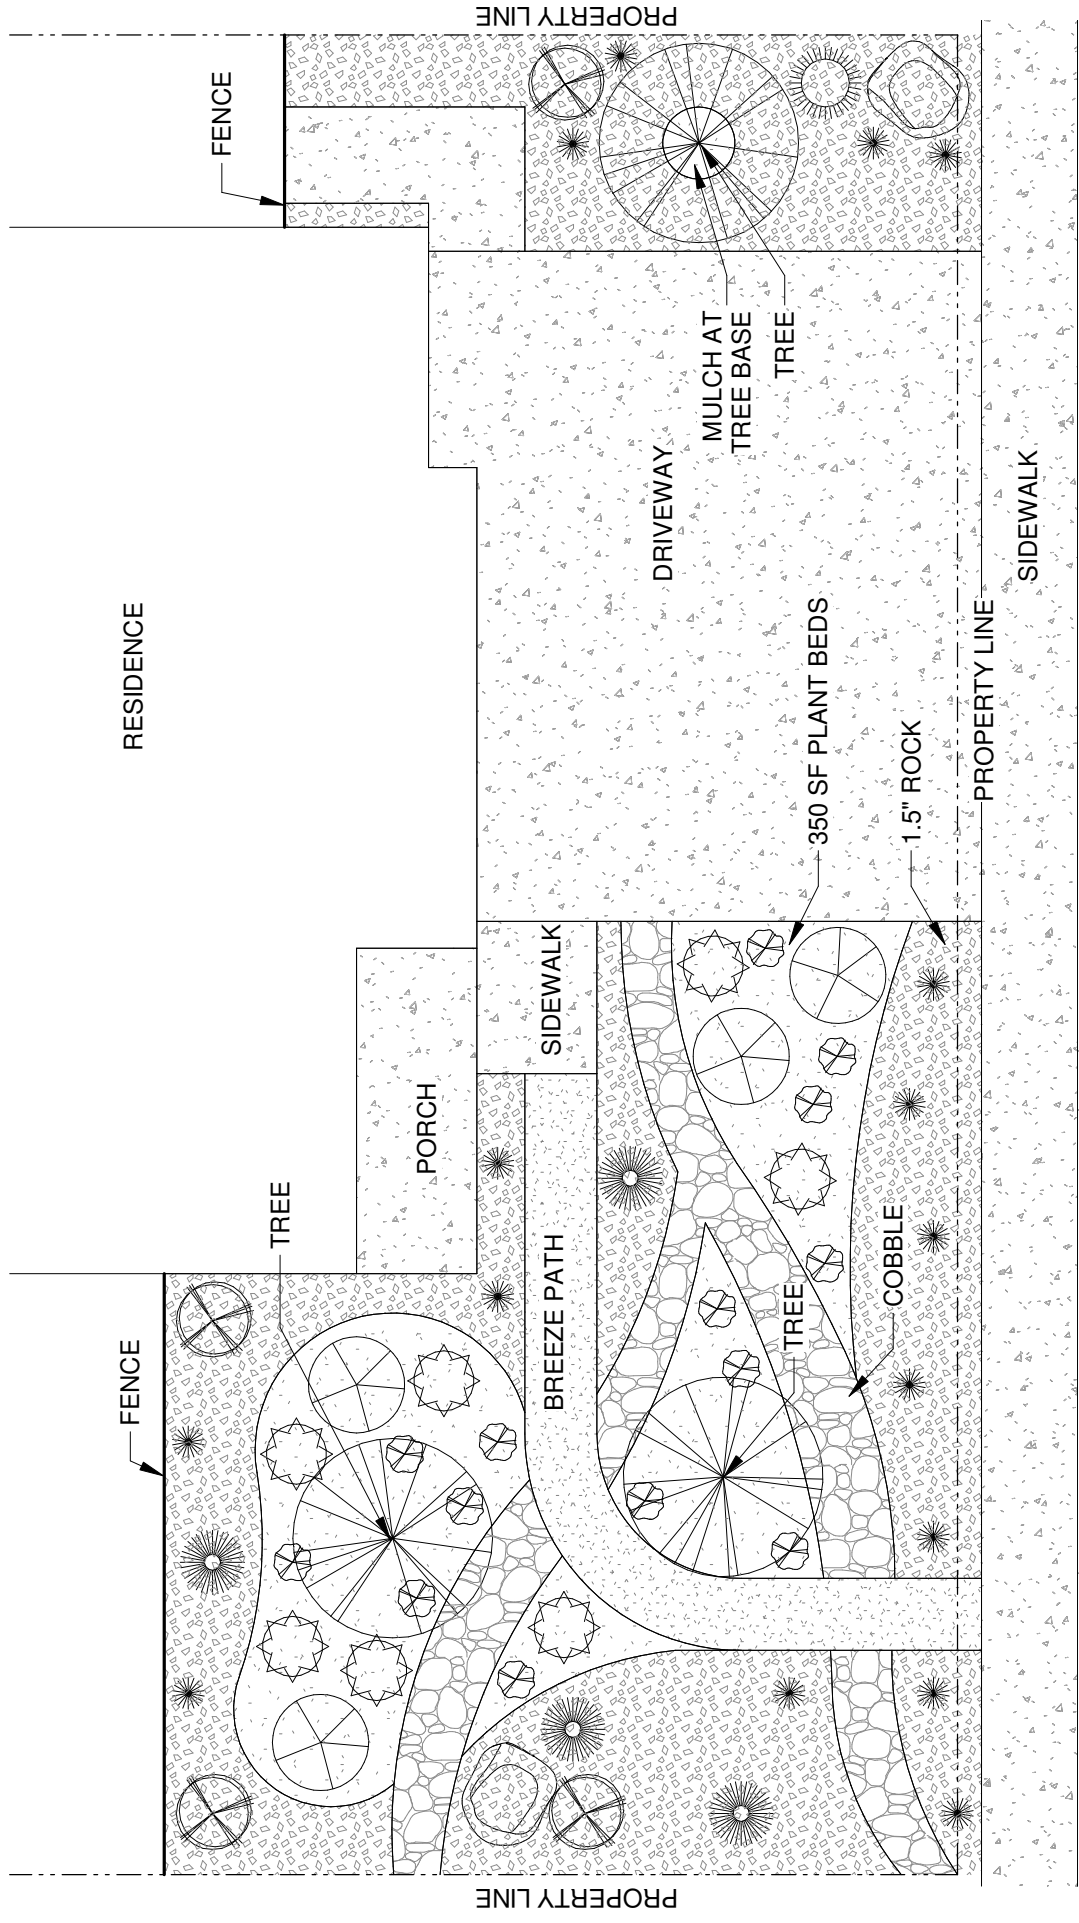 PROPERTY LINE
FENCE
RESIDENCE
MULCH AT
TREE BASE
TREE
DRIVEWAY
SIDEWALK
350 SF PLANT BEDS
1.5" ROCK
PROPERTY LINE
SIDEWALK
PORCH
TREE
BREEZE PATH
TREE
COBBLE
FENCE
PROPERTY LINE